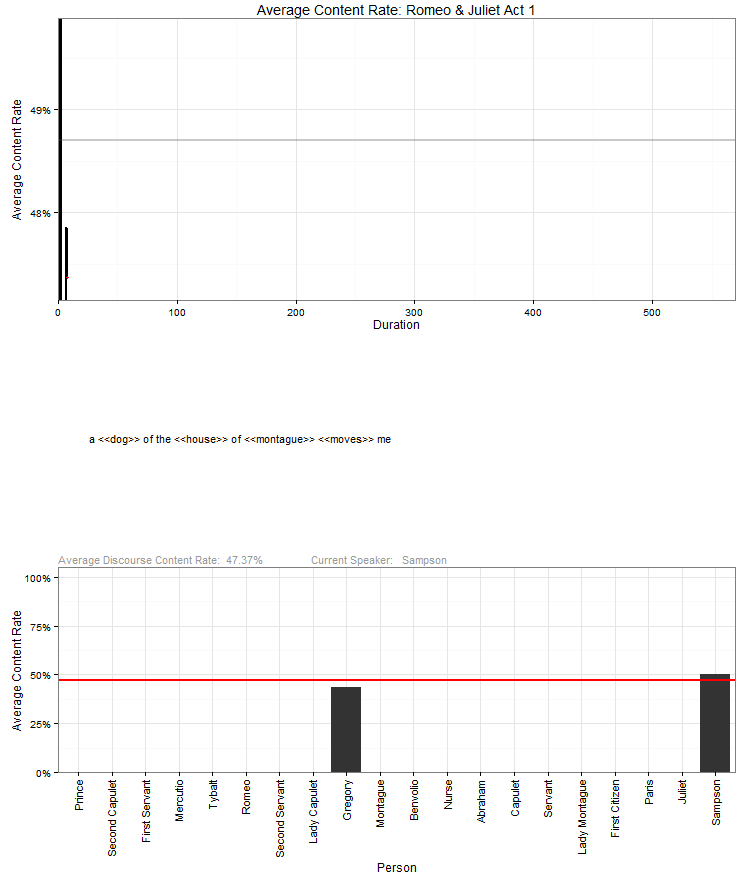 Average Content Rate: Romeo & Juliet Act 1
Average Content Rate
49%
48%
0 100 200 300 400 500
Duration
a <<dog>> of the <<house>> of <<montague>> <<moves>> me
Average Discourse Content Rate: 47.37% Current Speaker: Sampson
Average Content Rate
100%
75%
50%
25%
0%
Prince
Second Capulet
First Servant
Mercutio
Tybalt
Romeo
Second Servant
Lady Capulet
Gregory
Montague
Benvolio
Nurse
Abraham
Capulet
Servant
Lady Montague
First Citizen
Paris
Juliet
Sampson
Person